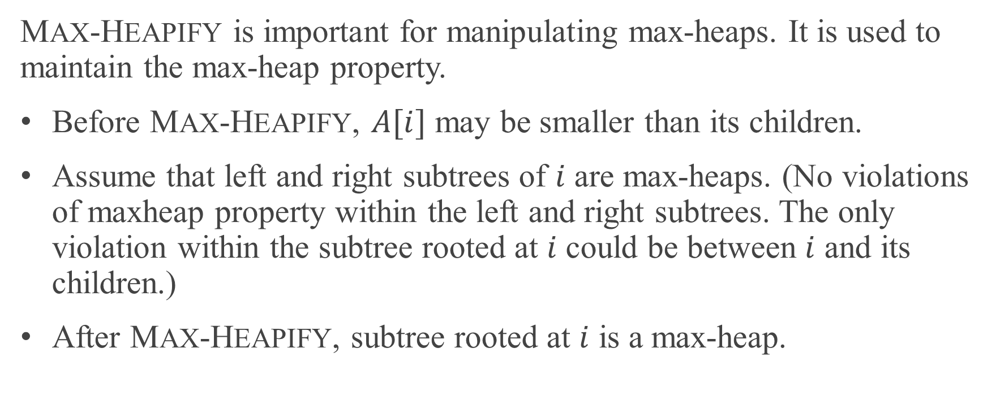 MAX-HEAPIFY is important for manipulating max-heaps. It is used to
maintain the max-heap property.
• Before MAX-HEAPIFY, A[i] may be smaller than its children.
• Assume that left and right subtrees of i are max-heaps. (No violations
of maxheap property within the left and right subtrees. The only
violation within the subtree rooted at i could be between i and its
children.)
• After MAX-HEAPIFY, subtree rooted at i is a max-heap.